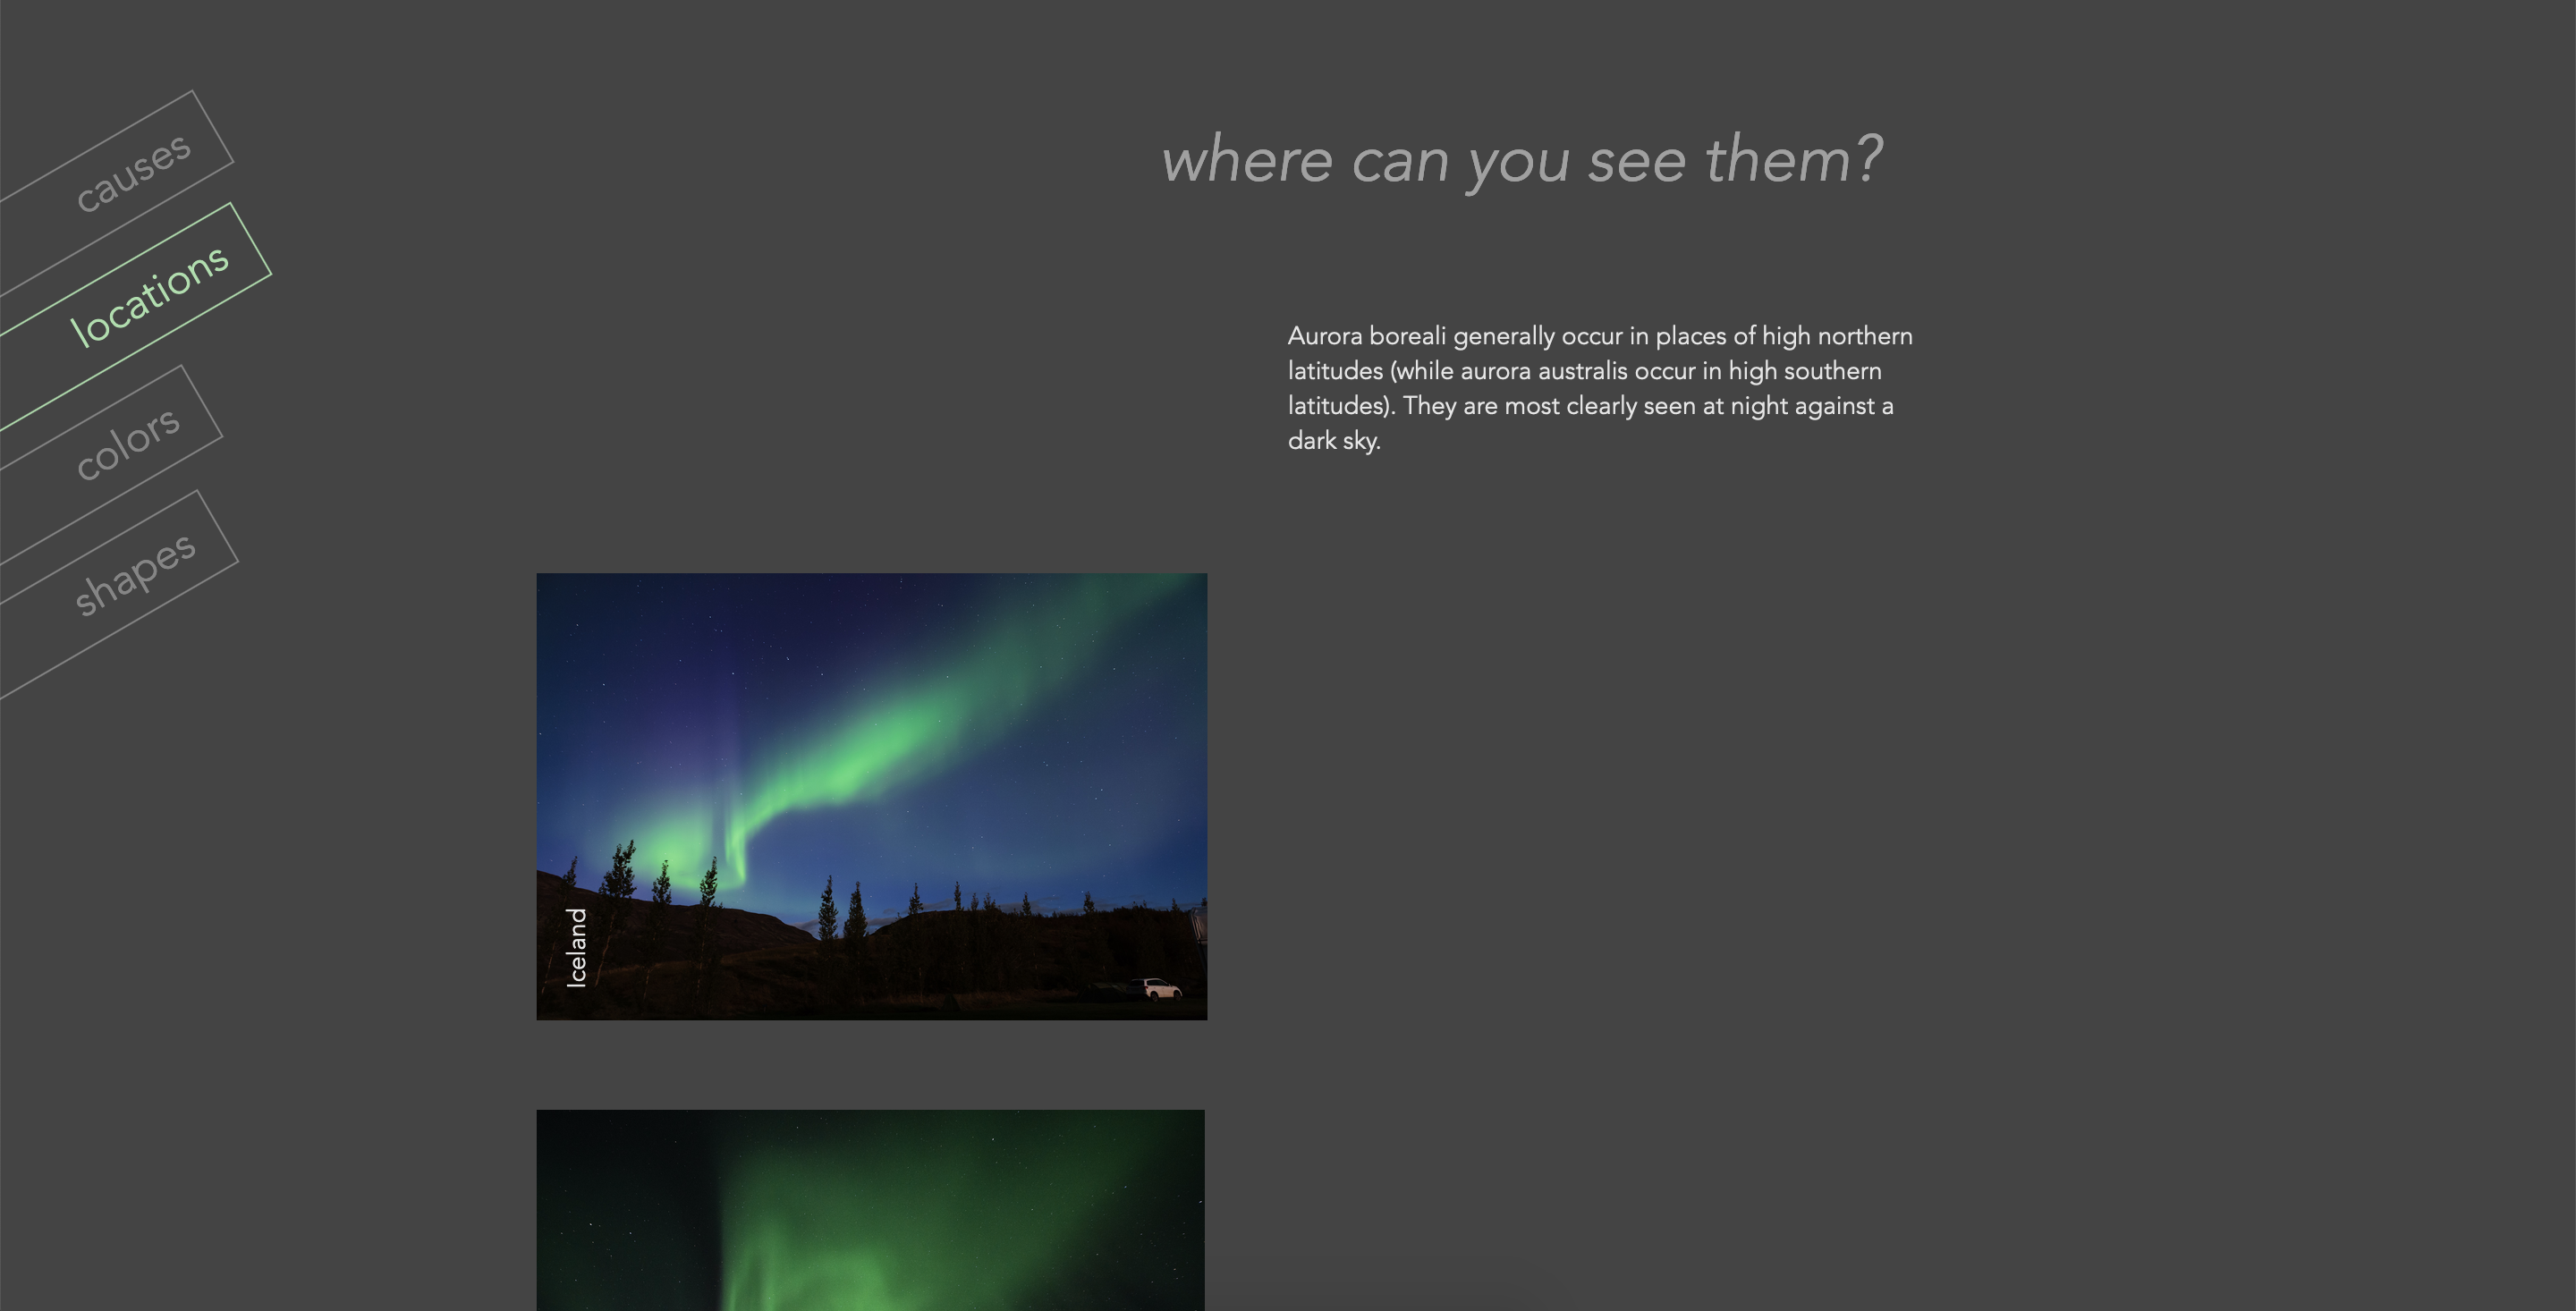 causes
locations
colors
shapes
where can you see them?
Aurora boreali generally occur in places of high northern
latitudes (while aurora australis occur in high southern
latitudes). They are most clearly seen at night against a
dark sky.
Iceland